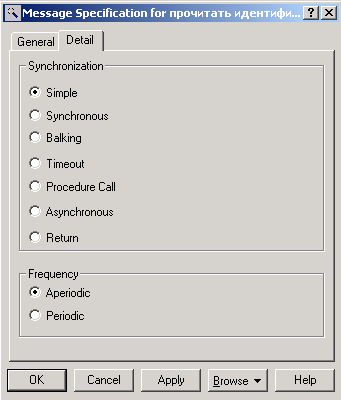 Message Specification for прочитать идентифи...
General
Detail
Synchronization
Simple
Synchronous
Balking
Timeout
Procedure Call
Asynchronous
Return
Frequency
Aperiodic
Periodic
OK Cancel Apply Browse Help